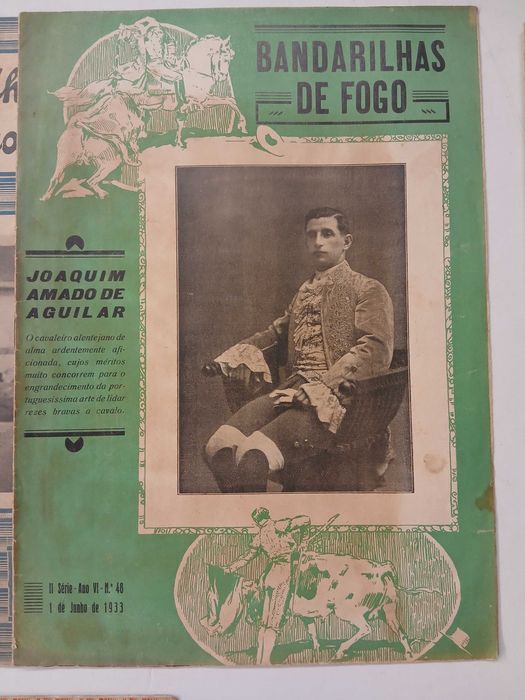 BANDARILHAS
DE FOGO
JOAQUIM
AMADO DE
AGUILAR
O cavaleiro alentejano de
alma ardentemente afi-
cionada, cujos méritos
muito concorrem para o
engrandecimento da por-
tuguesissima arte de lidar
rezes bravas a cavalo.
II Série - Ano VI - N.º 48
1 de Junho de 1933